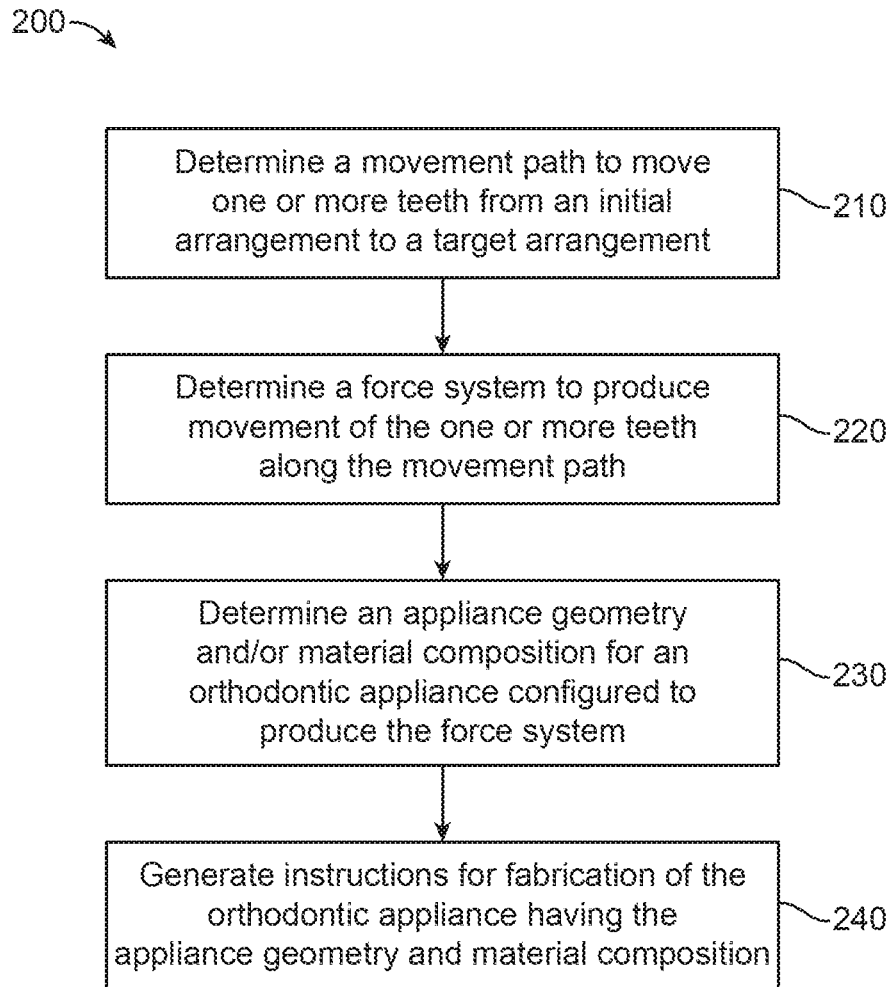 200
Determine a movement path to move
one or more teeth from an initial
arrangement to a target arrangement
210
Determine a force system to produce
movement of the one or more teeth
along the movement path
220
Determine an appliance geometry
and/or material composition for an
orthodontic appliance configured to
produce the force system
230
Generate instructions for fabrication of the
orthodontic appliance having the
appliance geometry and material composition
240